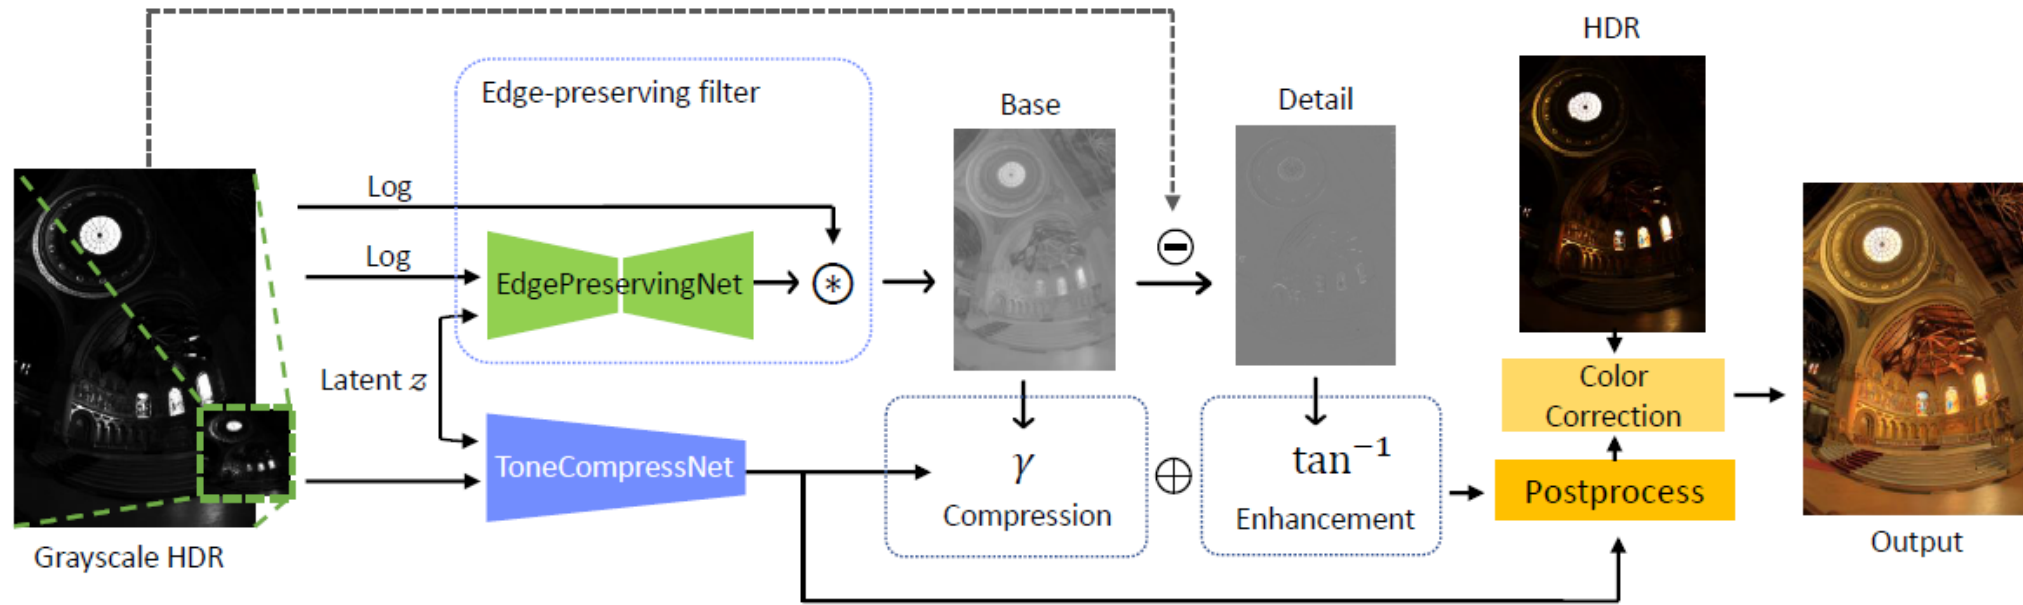 HDR
Edge-preserving filter
Base
Detail
Log
Log
EdgePreservingNet
*
Latent z
Color
Correction
ToneCompressNet
γ
Compression
tan⁻¹
Enhancement
Postprocess
Grayscale HDR
Output